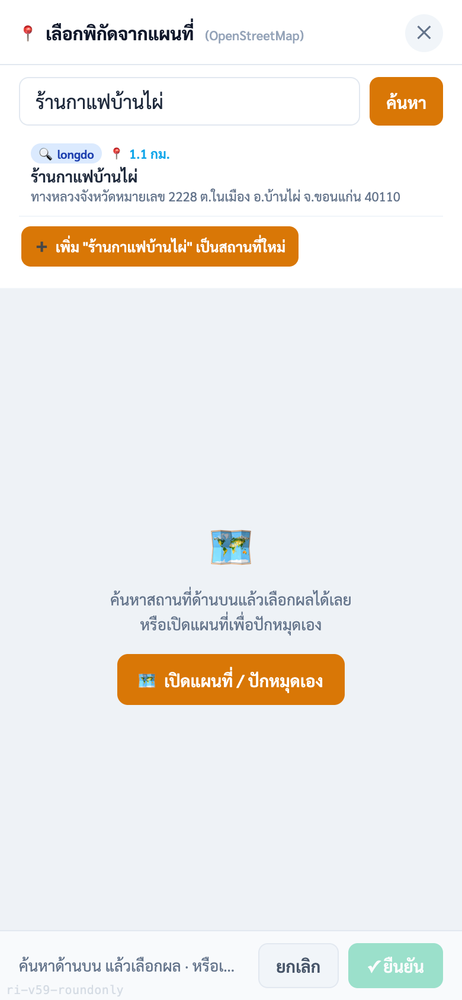 เลือกพิกัดจากแผนที่ (OpenStreetMap)
ร้านกาแฟบ้านไผ่
ค้นหา
longdo 1.1 กม.
ร้านกาแฟบ้านไผ่
ทางหลวงจังหวัดหมายเลข 2228 ต.ในเมือง อ.บ้านไผ่ จ.ขอนแก่น 40110
เพิ่ม "ร้านกาแฟบ้านไผ่" เป็นสถานที่ใหม่
ค้นหาสถานที่ด้านบนแล้วเลือกผลได้เลย
หรือเปิดแผนที่เพื่อปักหมุดเอง
เปิดแผนที่ / ปักหมุดเอง
ค้นหาด้านบน แล้วเลือกผล · หรือเ...
ยกเลิก
✓ยืนยัน
ri-v59-roundonly